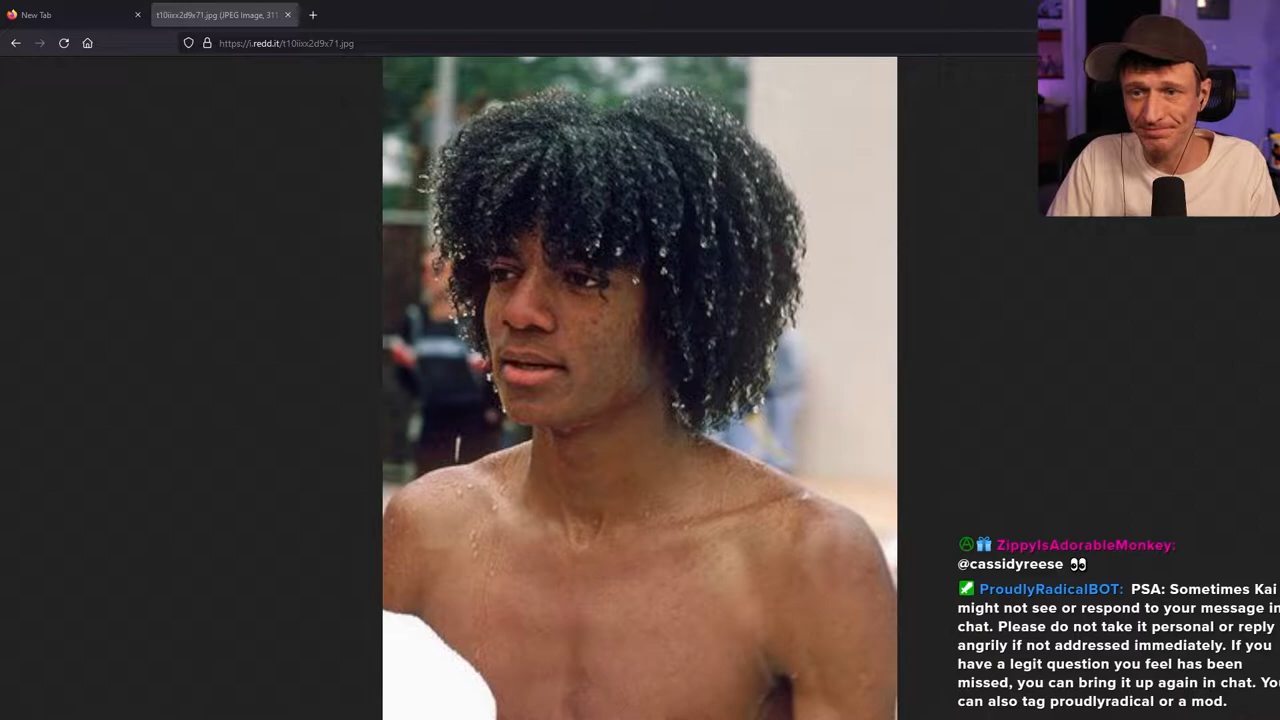 New Tab
t10iixx2d9x71.jpg (JPEG Image, 311
https://i.redd.it/t10iixx2d9x71.jpg
ZippyIsAdorableMonkey:
@cassidyreese 👀
ProudlyRadicalBOT: PSA: Sometimes Kai
might not see or respond to your message in
chat. Please do not take it personal or reply
angrily if not addressed immediately. If you
have a legit question you feel has been
missed, you can bring it up again in chat. Yo
can also tag proudlyradical or a mod.